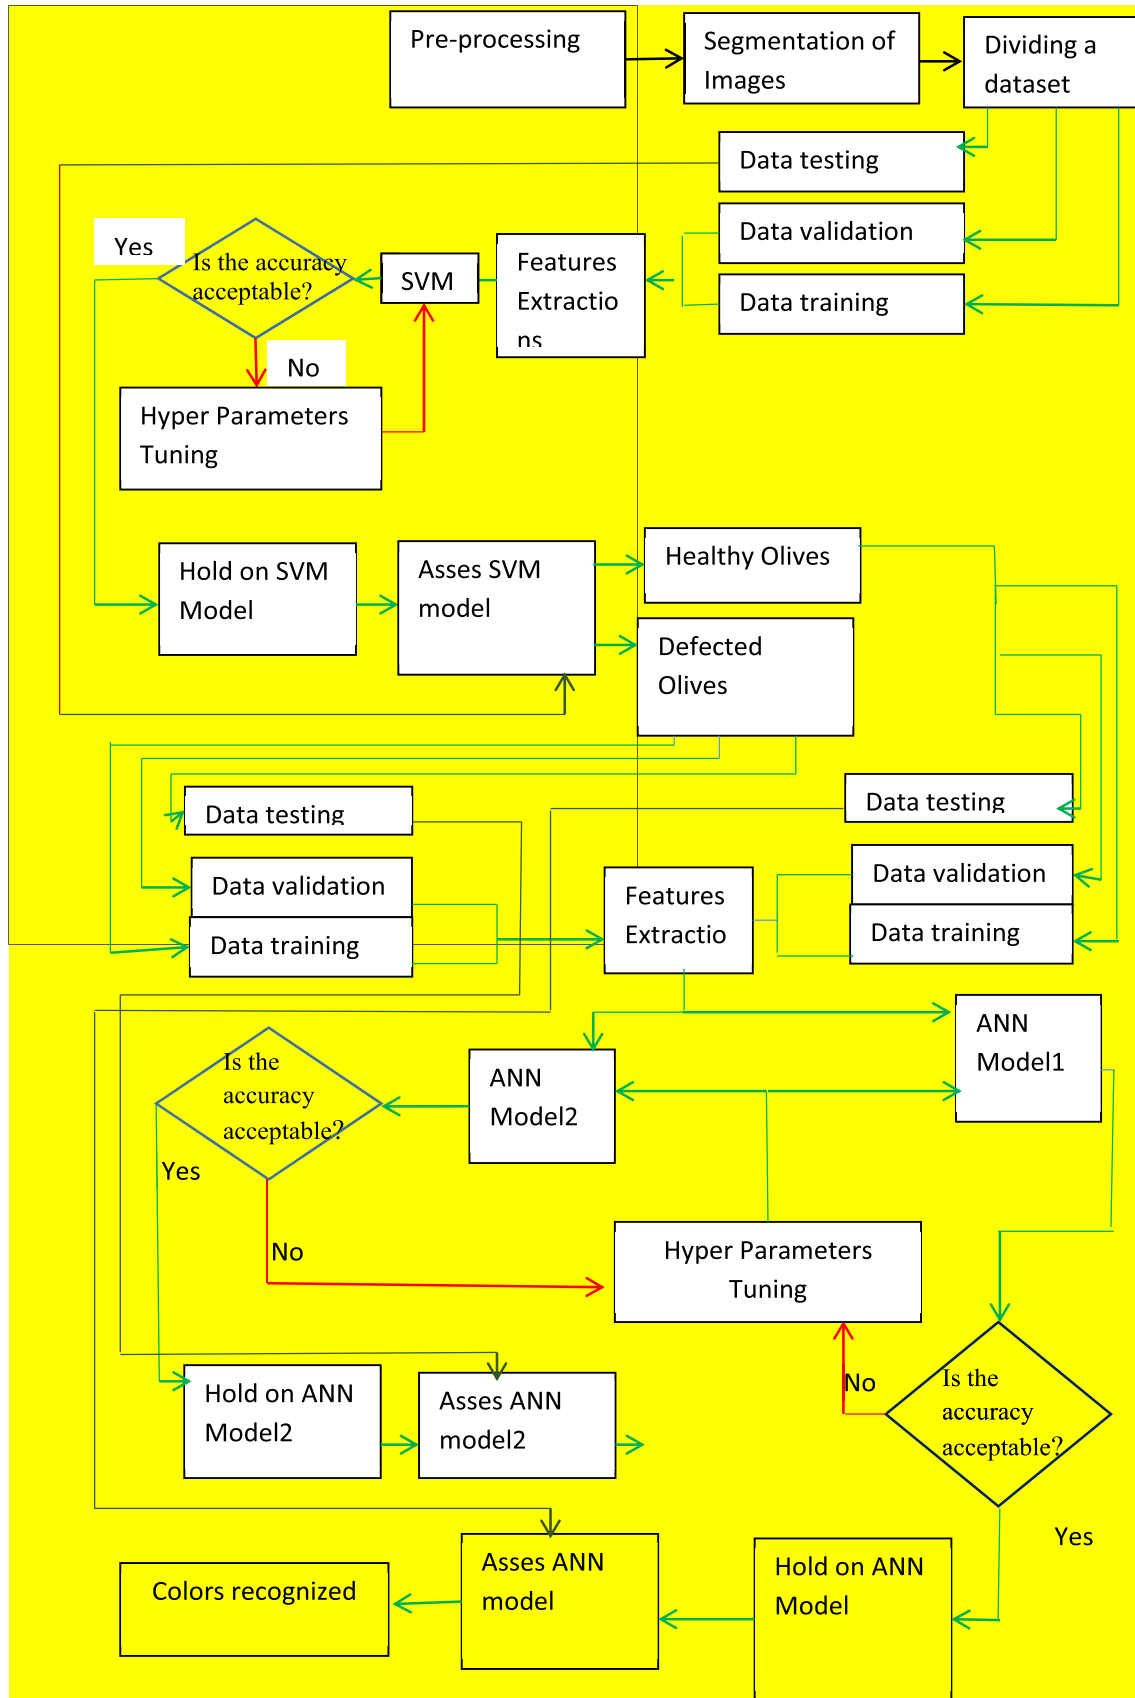 Pre-processing
Segmentation of
Images
Dividing a
dataset
Data testing
Data validation
Data training
Features
Extractio
ns
SVM
Is the accuracy
acceptable?
Yes
No
Hyper Parameters
Tuning
Hold on SVM
Model
Asses SVM
model
Healthy Olives
Defected
Olives
Data testing
Data validation
Data training
Data testing
Data validation
Data training
Features
Extractio
ANN
Model1
ANN
Model2
Is the
accuracy
acceptable?
Yes
No
Hyper Parameters
Tuning
No
Is the
accuracy
acceptable?
Yes
Hold on ANN
Model2
Asses ANN
model2
Hold on ANN
Model
Asses ANN
model
Colors recognized